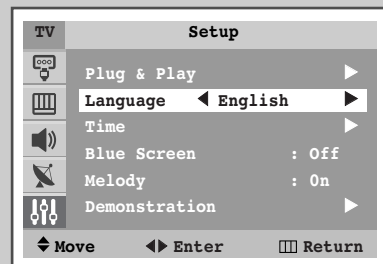 TV Setup
Plug & Play
Language English
Time
Blue Screen : Off
Melody : On
Demonstration
Move Enter Return